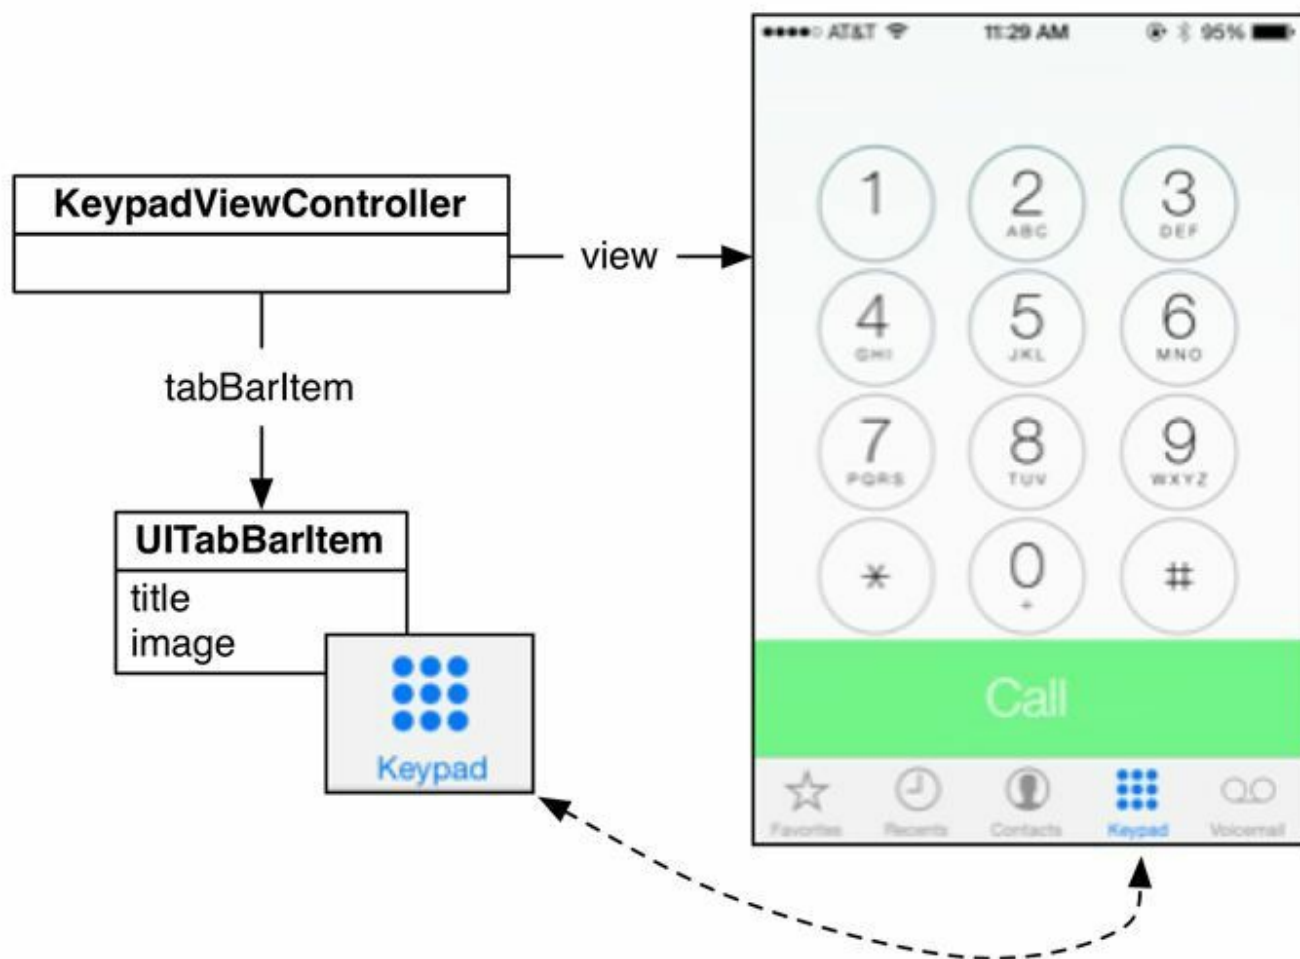 AT&T 11:29 AM 95%
KeypadViewController
view
tabBarItem
UITabBarItem
title
image
Keypad
1 2 3
ABC DEF
4 5 6
GHI JKL MNO
7 8 9
PQRS TUV WXYZ
* 0 #
+
Call
Favorites Recents Contacts Keypad Voicemail